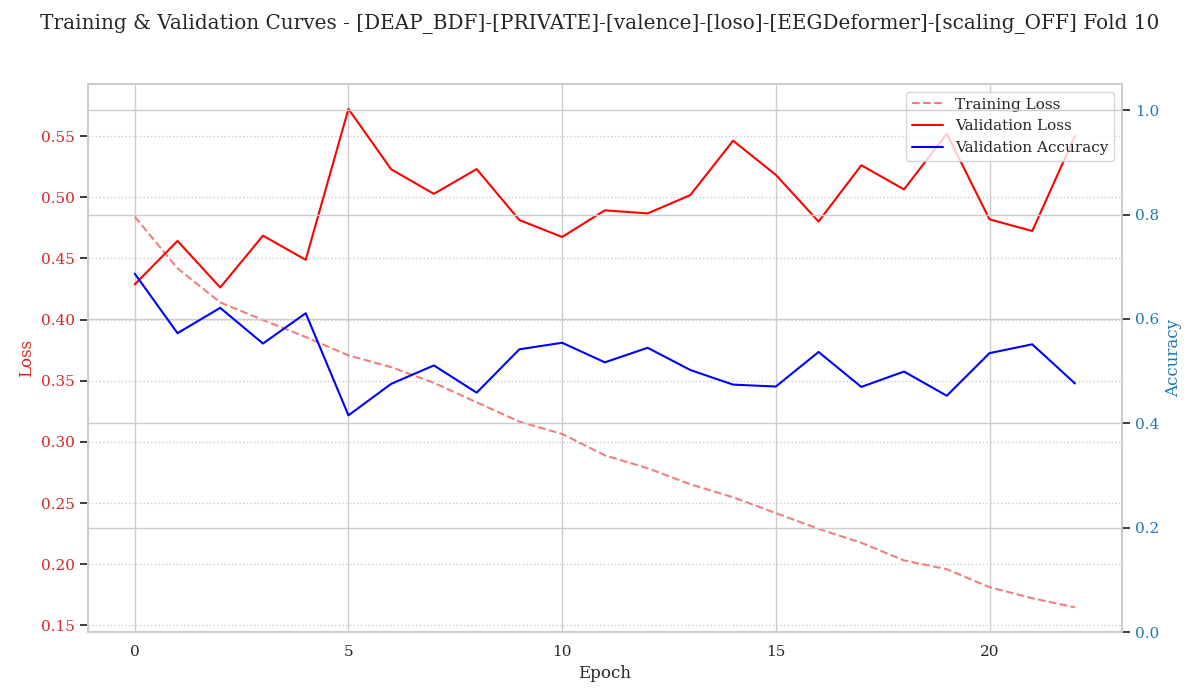 Training & Validation Curves - [DEAP_BDF]-[PRIVATE]-[valence]-[loso]-[EEGDeformer]-[scaling_OFF] Fold 10
Training Loss
Validation Loss
Validation Accuracy
0.55
0.50
0.45
0.40
0.35
0.30
0.25
0.20
0.15
Loss
1.0
0.8
0.6
0.4
0.2
0.0
Accuracy
0 5 10 15 20
Epoch